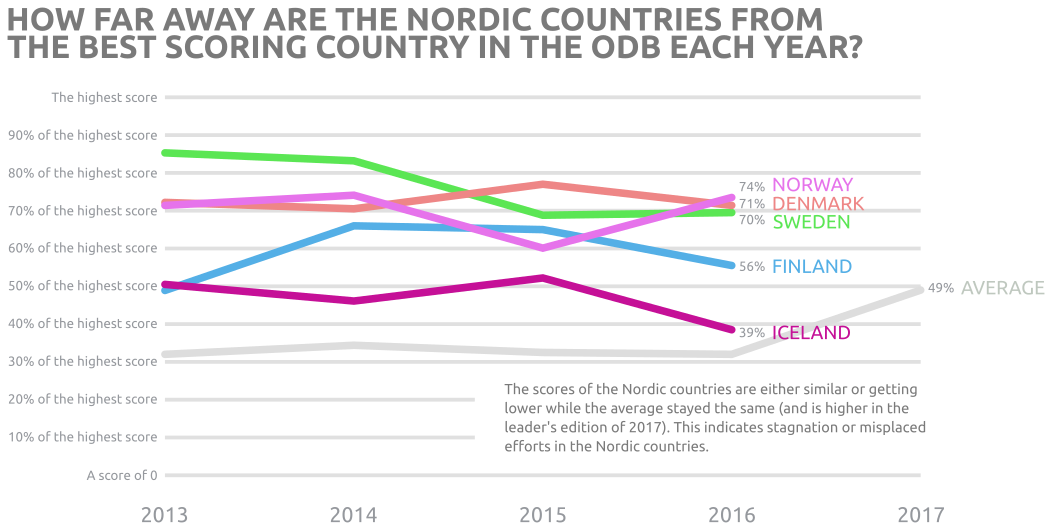 HOW FAR AWAY ARE THE NORDIC COUNTRIES FROM
THE BEST SCORING COUNTRY IN THE ODB EACH YEAR?
The highest score
90% of the highest score
80% of the highest score
70% of the highest score
60% of the highest score
50% of the highest score
40% of the highest score
30% of the highest score
20% of the highest score
10% of the highest score
A score of 0
74% NORWAY
71% DENMARK
70% SWEDEN
56% FINLAND
49% AVERAGE
39% ICELAND
The scores of the Nordic countries are either similar or getting
lower while the average stayed the same (and is higher in the
leader's edition of 2017). This indicates stagnation or misplaced
efforts in the Nordic countries.
2013 2014 2015 2016 2017